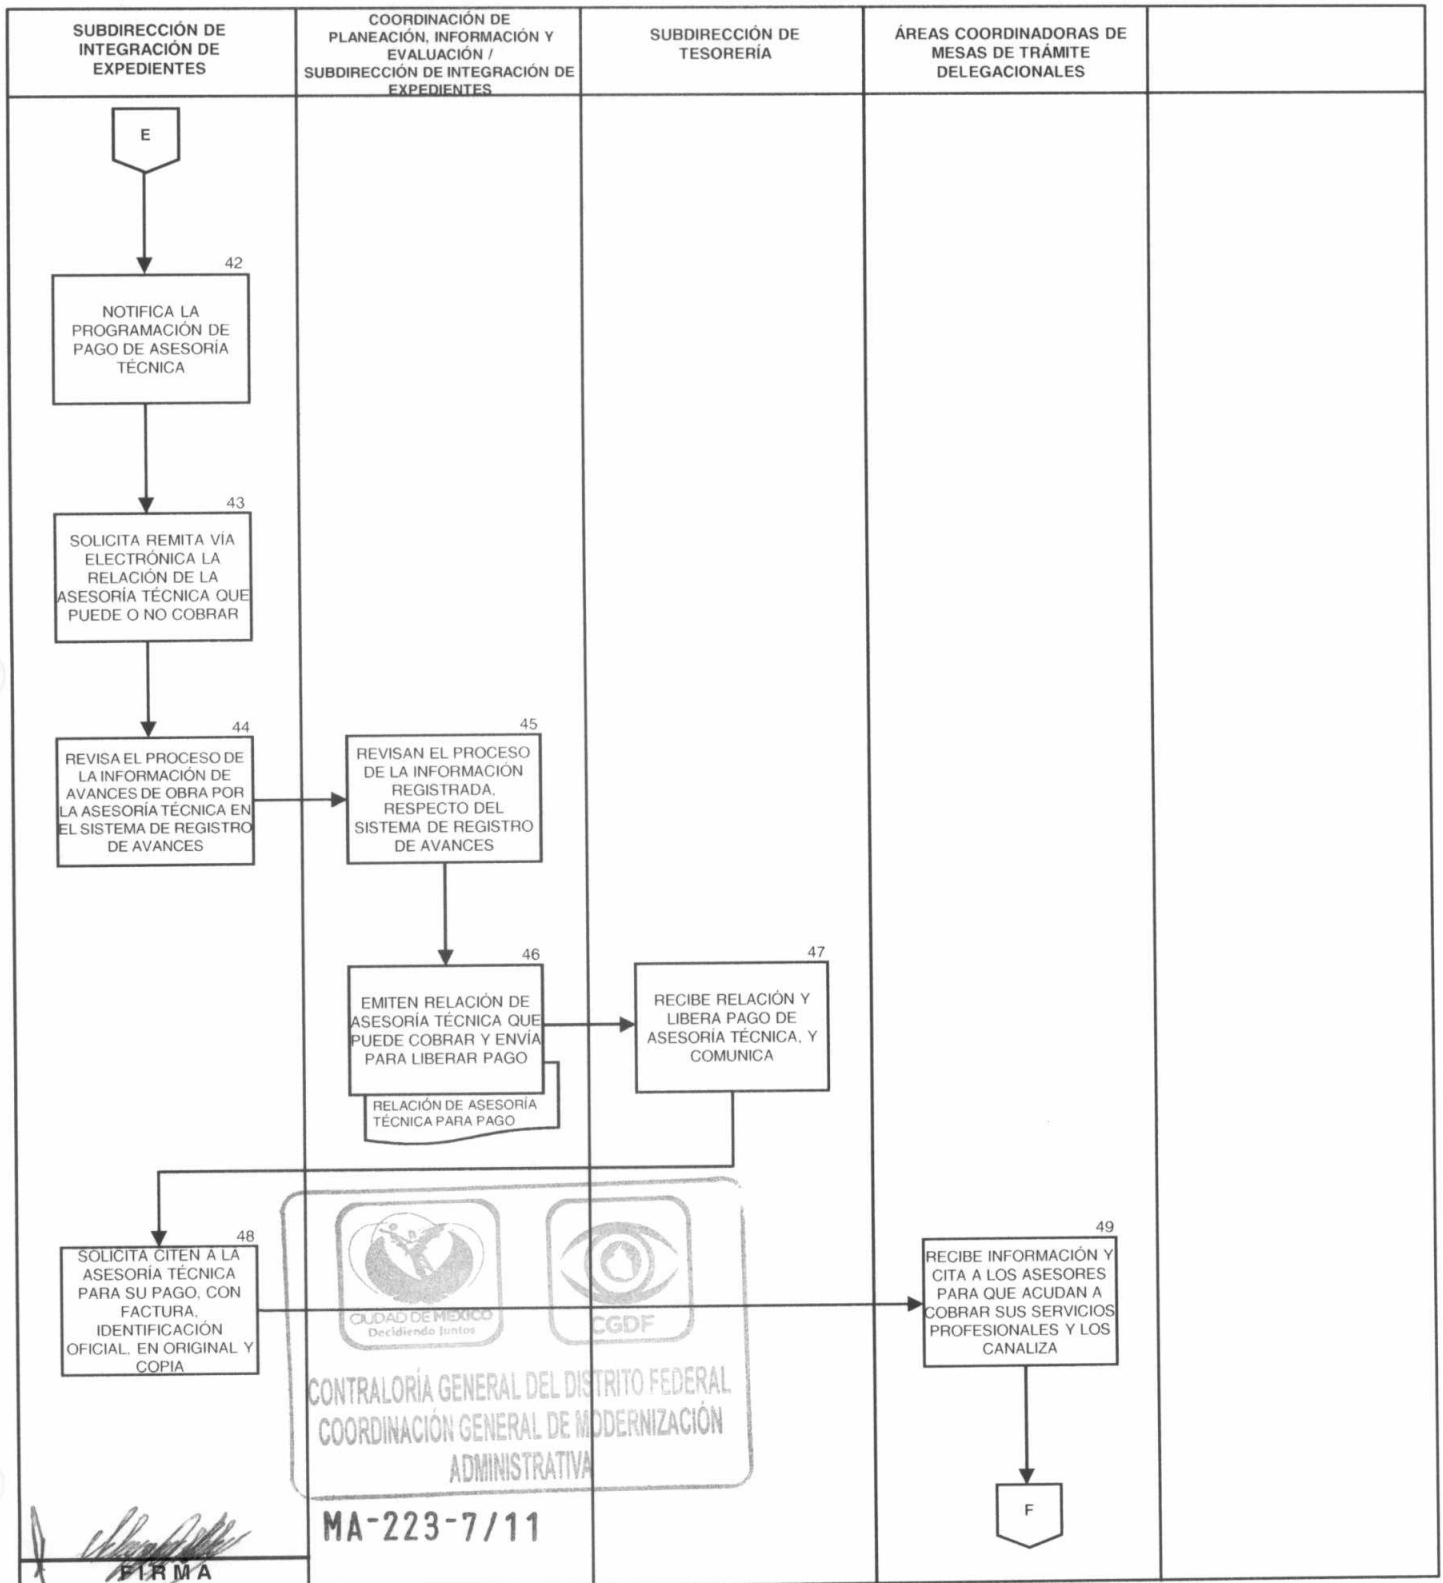 SUBDIRECCIÓN DE
INTEGRACIÓN DE
EXPEDIENTES
COORDINACIÓN DE
PLANEACIÓN, INFORMACIÓN Y
EVALUACIÓN /
SUBDIRECCIÓN DE INTEGRACIÓN DE
EXPEDIENTES
SUBDIRECCIÓN DE
TESORERÍA
ÁREAS COORDINADORAS DE
MESAS DE TRÁMITE
DELEGACIONALES
E
42
NOTIFICA LA
PROGRAMACIÓN DE
PAGO DE ASESORÍA
TÉCNICA
43
SOLICITA REMITA VÍA
ELECTRÓNICA LA
RELACIÓN DE LA
ASESORÍA TÉCNICA QUE
PUEDE O NO COBRAR
44
REVISA EL PROCESO DE
LA INFORMACIÓN DE
AVANCES DE OBRA POR
LA ASESORÍA TÉCNICA EN
EL SISTEMA DE REGISTRO
DE AVANCES
45
REVISAN EL PROCESO
DE LA INFORMACIÓN
REGISTRADA,
RESPECTO DEL
SISTEMA DE REGISTRO
DE AVANCES
46
EMITEN RELACIÓN DE
ASESORÍA TÉCNICA QUE
PUEDE COBRAR Y ENVÍA
PARA LIBERAR PAGO
RELACIÓN DE ASESORÍA
TÉCNICA PARA PAGO
47
RECIBE RELACIÓN Y
LIBERA PAGO DE
ASESORÍA TÉCNICA, Y
COMUNICA
48
SOLICITA CITEN A LA
ASESORÍA TÉCNICA
PARA SU PAGO, CON
FACTURA,
IDENTIFICACIÓN
OFICIAL, EN ORIGINAL Y
COPIA
49
RECIBE INFORMACIÓN Y
CITA A LOS ASESORES
PARA QUE ACUDAN A
COBRAR SUS SERVICIOS
PROFESIONALES Y LOS
CANALIZA
F
CIUDAD DE MEXICO
Decidiendo Juntos
CGDF
CONTRALORÍA GENERAL DEL DISTRITO FEDERAL
COORDINACIÓN GENERAL DE MODERNIZACIÓN
ADMINISTRATIVA
MA-223-7/11
FIRMA